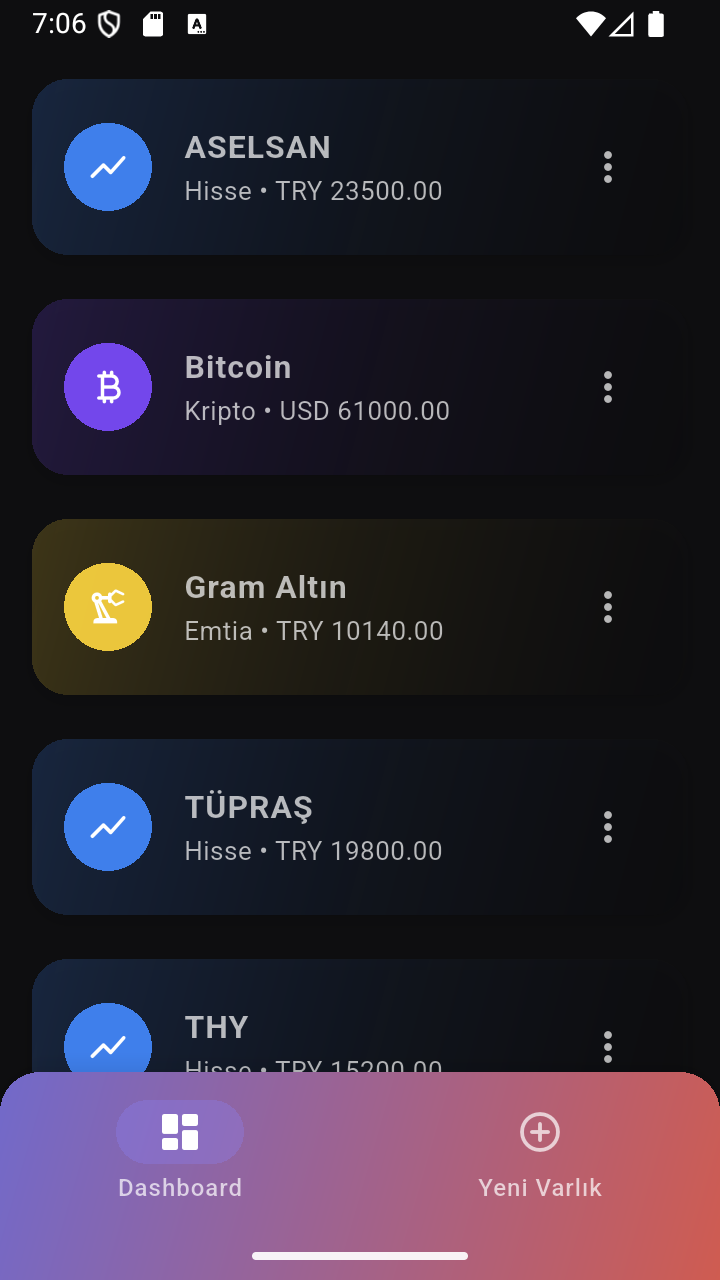 7:06
ASELSAN
Hisse • TRY 23500.00
Bitcoin
Kripto • USD 61000.00
Gram Altın
Emtia • TRY 10140.00
TÜPRAŞ
Hisse • TRY 19800.00
THY
Hisse • TRY 15200.00
Dashboard
Yeni Varlık